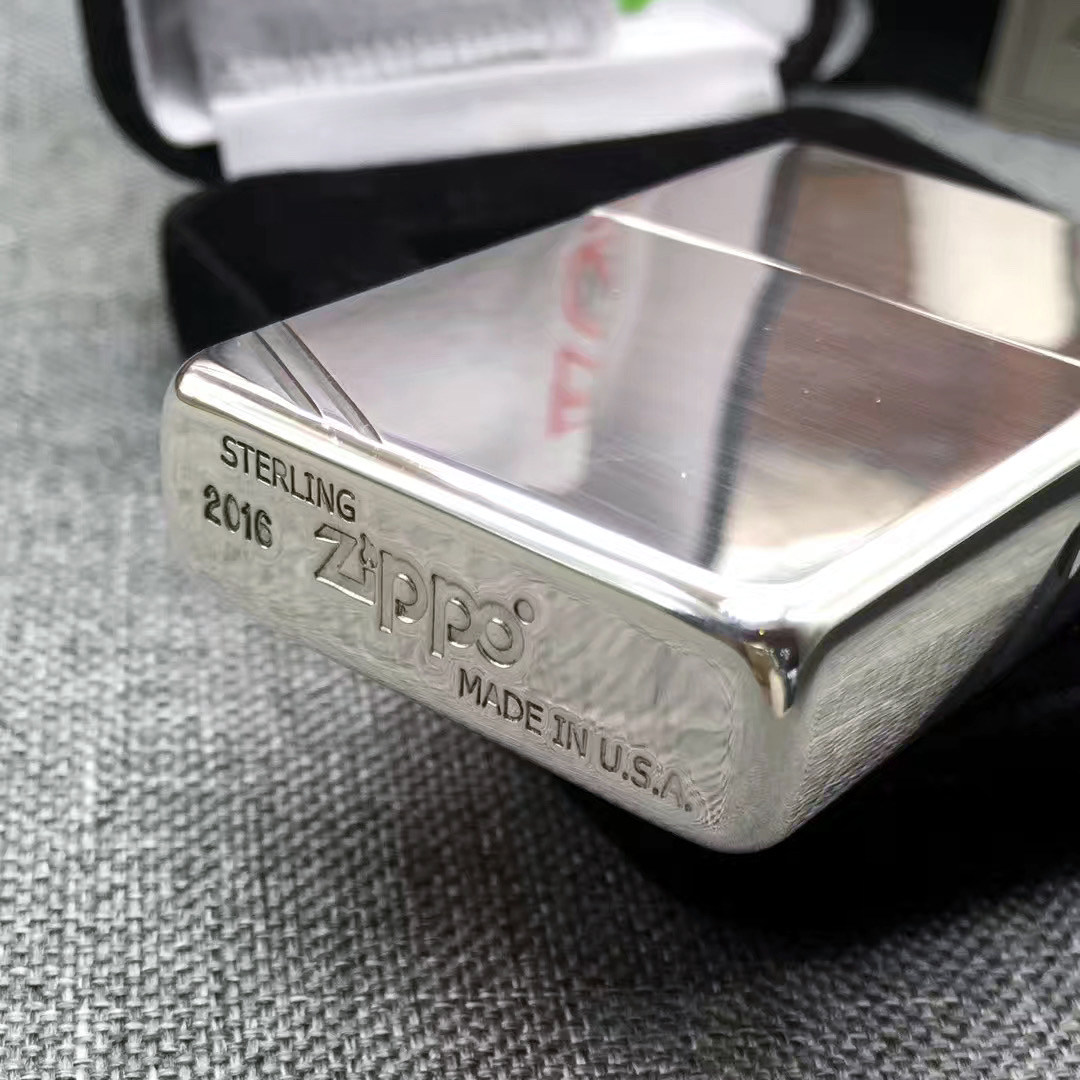 STERLING
2016
Zippo
MADE IN U.S.A.